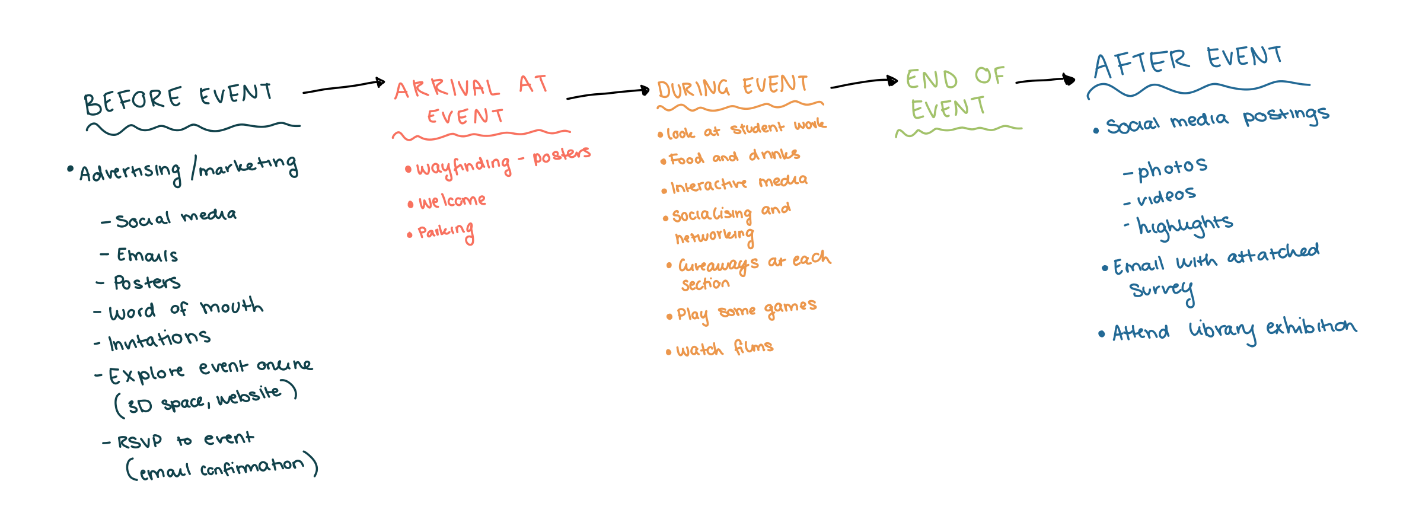 BEFORE EVENT
• Advertising/marketing
- Social media
- Emails
- Posters
- Word of mouth
- Invitations
- Explore event online
(3D space, website)
- RSVP to event
(email confirmation)
ARRIVAL AT
EVENT
• Wayfinding - posters
• Welcome
• Parking
DURING EVENT
• Look at student work
• Food and drinks
• Interactive media
• Socialising and
networking
• Giveaways at each
section
• Play some games
• Watch films
END OF
EVENT
AFTER EVENT
• Social media postings
- photos
- videos
- highlights
• Email with attatched
survey
• Attend library exhibition